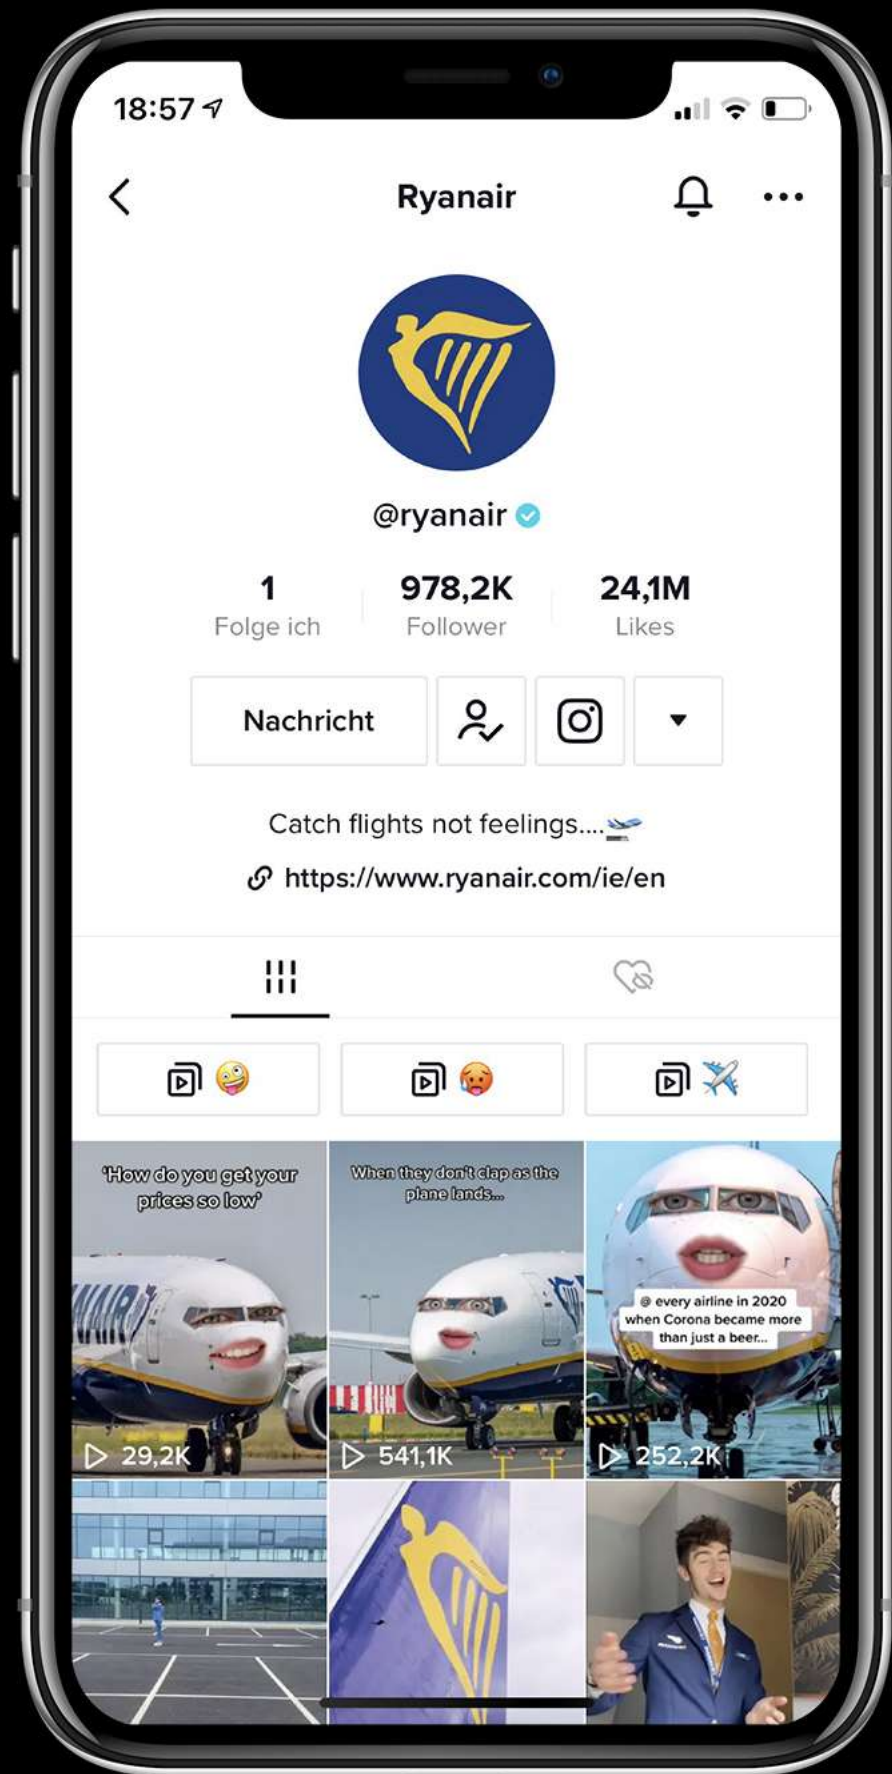 18:57
Ryanair
@ryanair
1
978,2K
24,1M
Folge ich
Follower
Likes
Nachricht
Catch flights not feelings....
https://www.ryanair.com/ie/en
'How do you get your
prices so low'
29,2K
When they don't clap as the
plane lands...
541,1K
@ every airline in 2020
when Corona became more
than just a beer...
252,2K